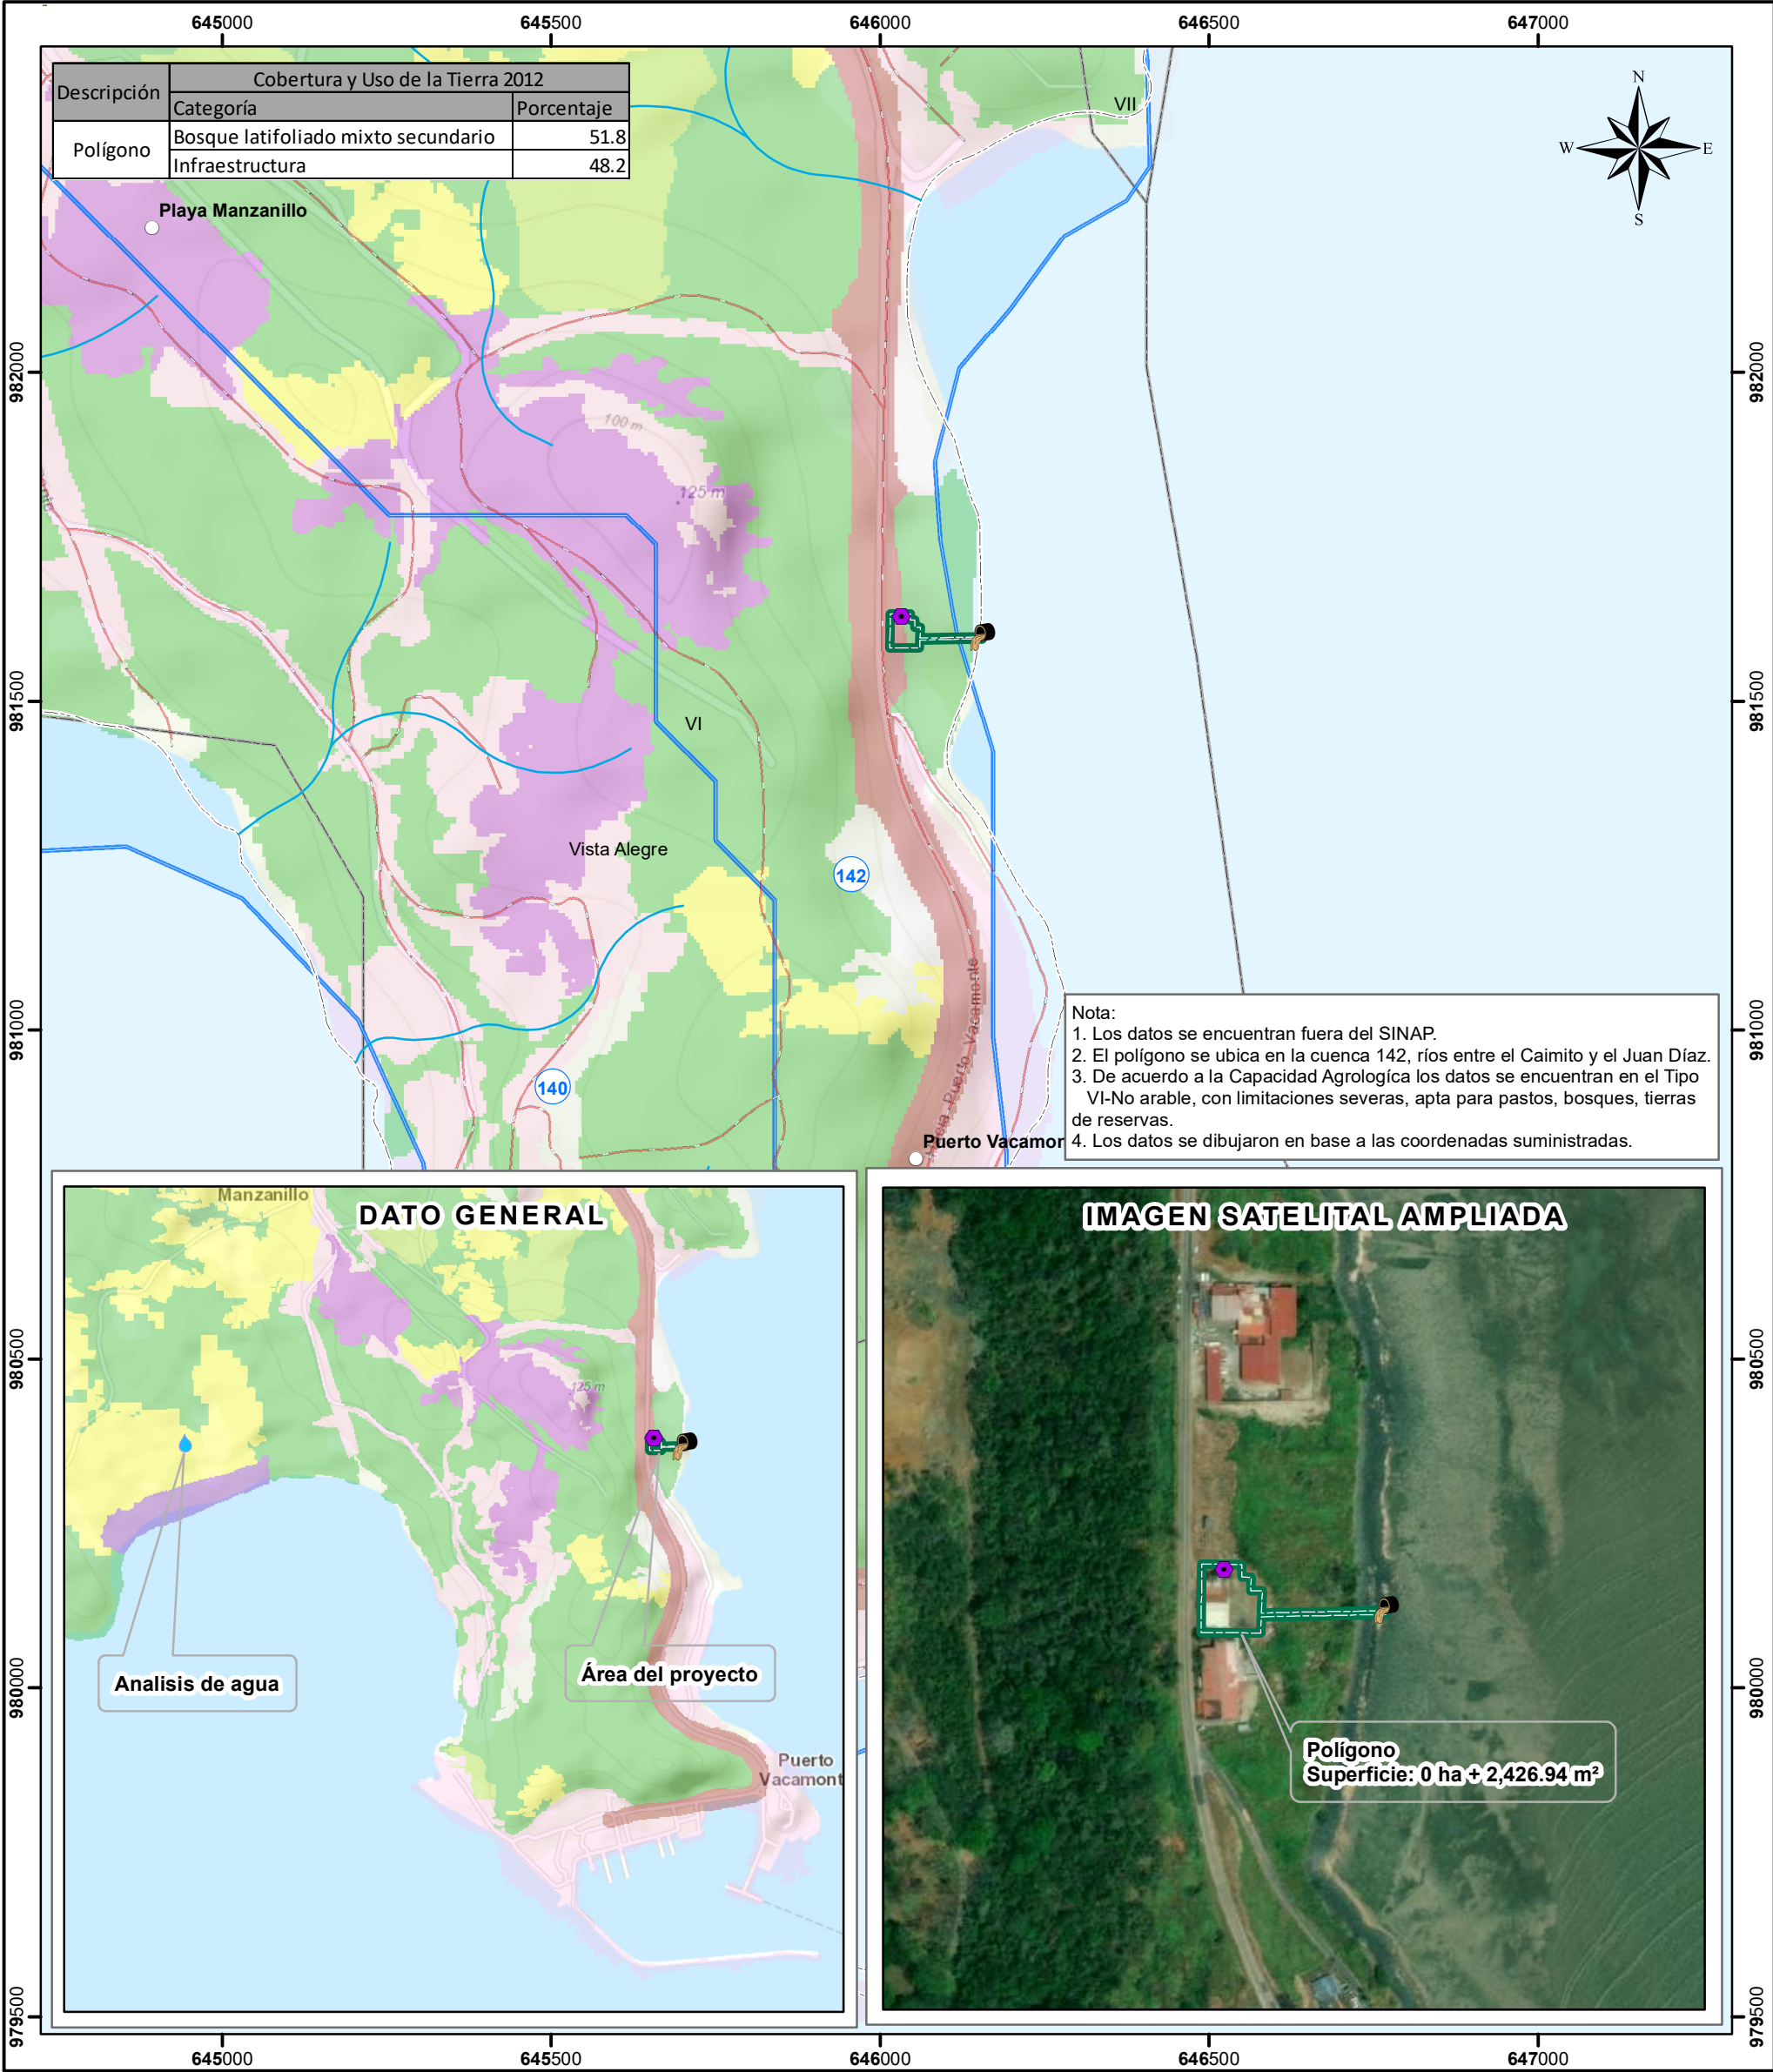 645000 645500 646000 646500 647000
Descripción
Cobertura y Uso de la Tierra 2012
Categoría Porcentaje
Polígono
Bosque latifoliado mixto secundario 51.8
Infraestructura 48.2
VII
N
W E
S
Playa Manzanillo
982000 982000
100 m
125 m
981500 981500
VI
Vista Alegre
142
981000 981000
140
Puerto Vacamonte
Puerto Vacamon
Nota:
1. Los datos se encuentran fuera del SINAP.
2. El polígono se ubica en la cuenca 142, ríos entre el Caimito y el Juan Díaz.
3. De acuerdo a la Capacidad Agrologíca los datos se encuentran en el Tipo
VI-No arable, con limitaciones severas, apta para pastos, bosques, tierras
de reservas.
4. Los datos se dibujaron en base a las coordenadas suministradas.
Manzanillo
DATO GENERAL
125 m
Analisis de agua
Área del proyecto
Puerto
Vacamont
IMAGEN SATELITAL AMPLIADA
Polígono
Superficie: 0 ha + 2,426.94 m²
980500 980500
980000 980000
979500 979500
645000 645500 646000 646500 647000